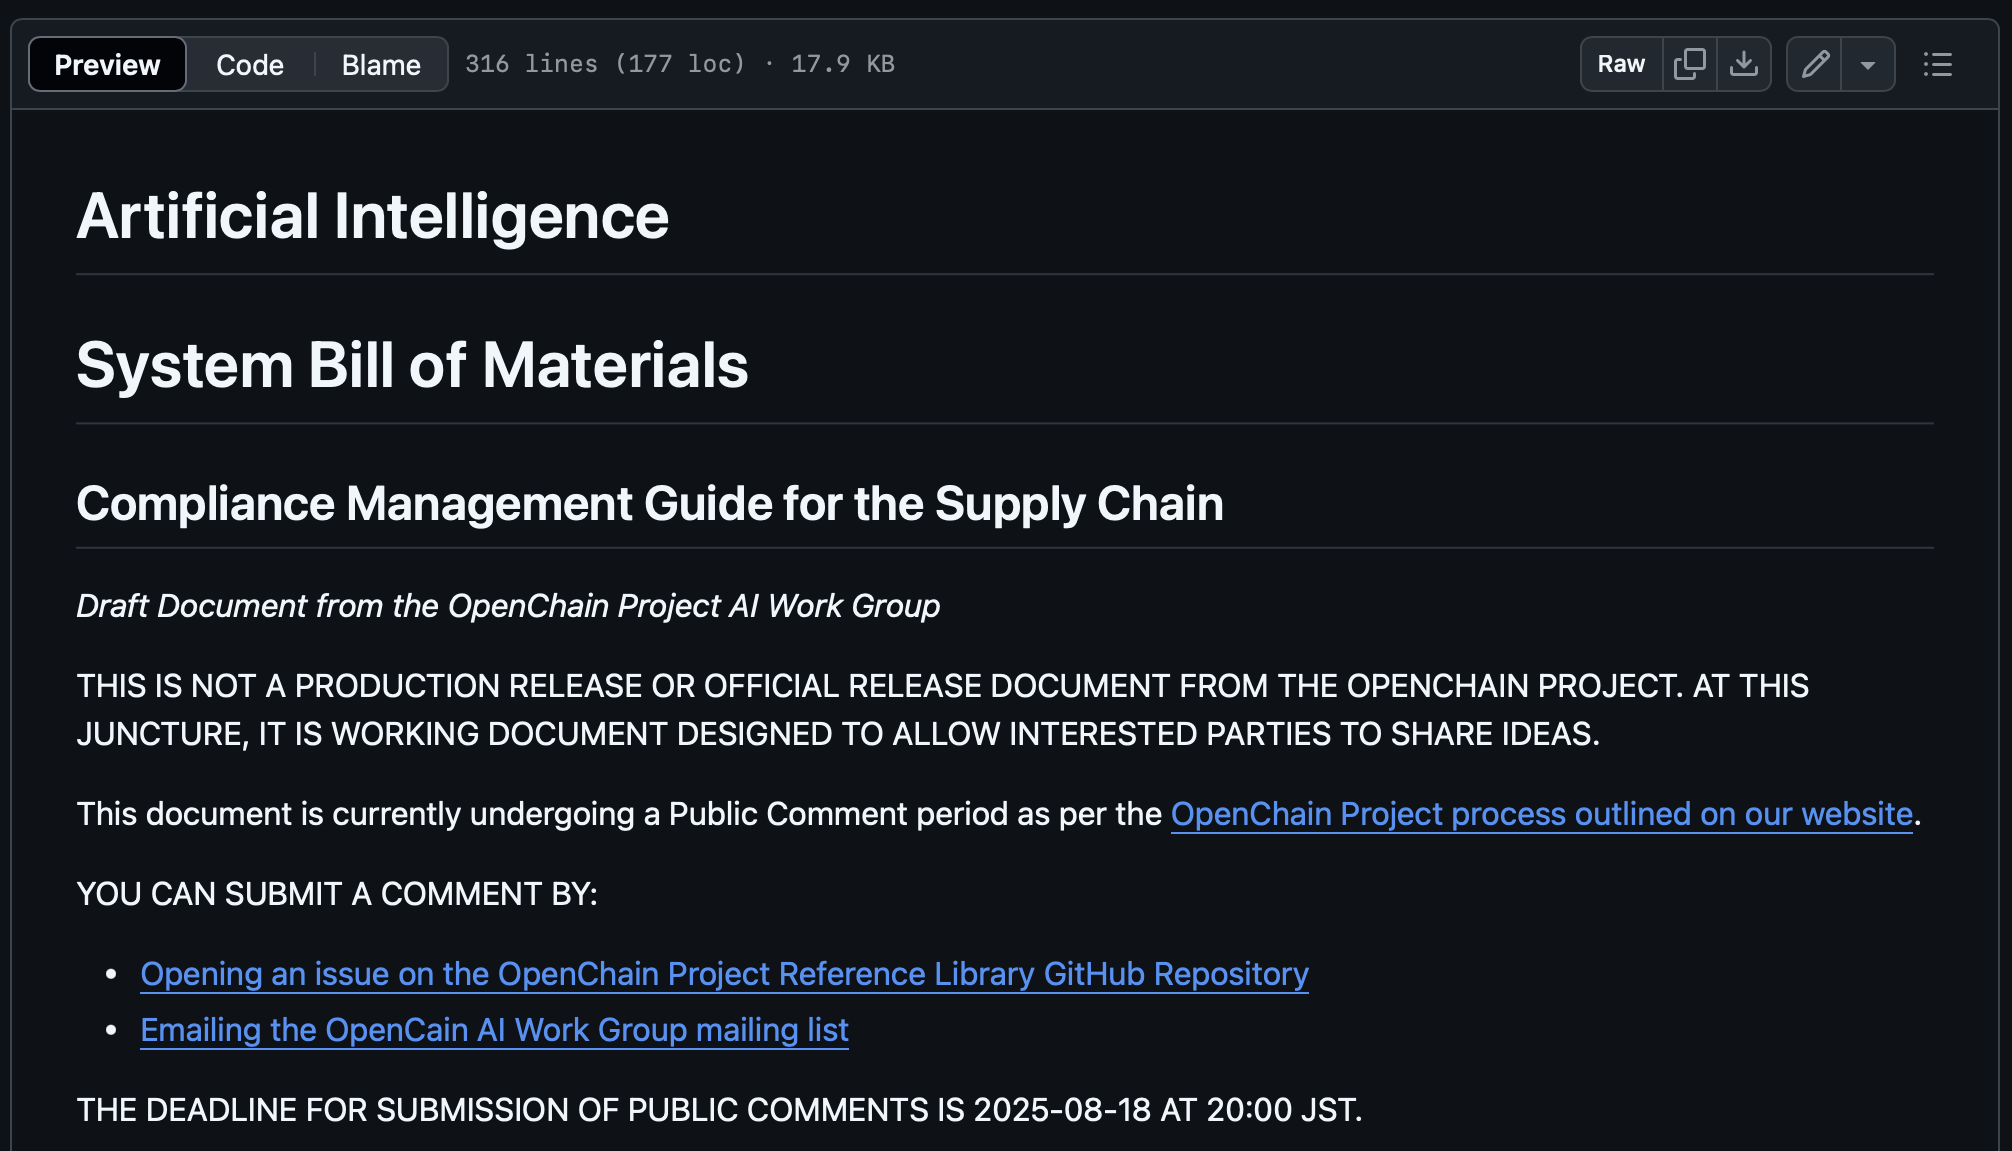 Preview Code Blame 316 lines (177 loc) · 17.9 KB Raw
Artificial Intelligence
System Bill of Materials
Compliance Management Guide for the Supply Chain
Draft Document from the OpenChain Project AI Work Group
THIS IS NOT A PRODUCTION RELEASE OR OFFICIAL RELEASE DOCUMENT FROM THE OPENCHAIN PROJECT. AT THIS
JUNCTURE, IT IS WORKING DOCUMENT DESIGNED TO ALLOW INTERESTED PARTIES TO SHARE IDEAS.
This document is currently undergoing a Public Comment period as per the OpenChain Project process outlined on our website.
YOU CAN SUBMIT A COMMENT BY:
• Opening an issue on the OpenChain Project Reference Library GitHub Repository
• Emailing the OpenCain AI Work Group mailing list
THE DEADLINE FOR SUBMISSION OF PUBLIC COMMENTS IS 2025-08-18 AT 20:00 JST.